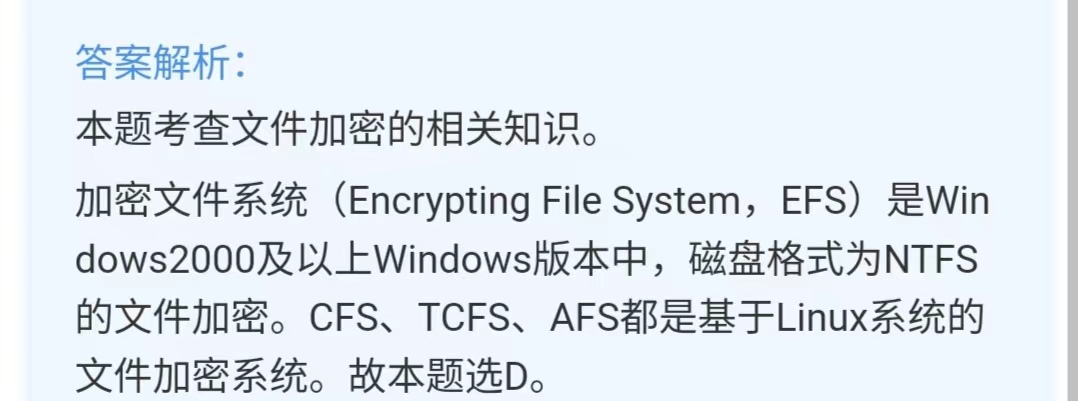 答案解析：
本题考查文件加密的相关知识。
加密文件系统（Encrypting File System，EFS）是Win
dows2000及以上Windows版本中，磁盘格式为NTFS
的文件加密。CFS、TCFS、AFS都是基于Linux系统的
文件加密系统。故本题选D。